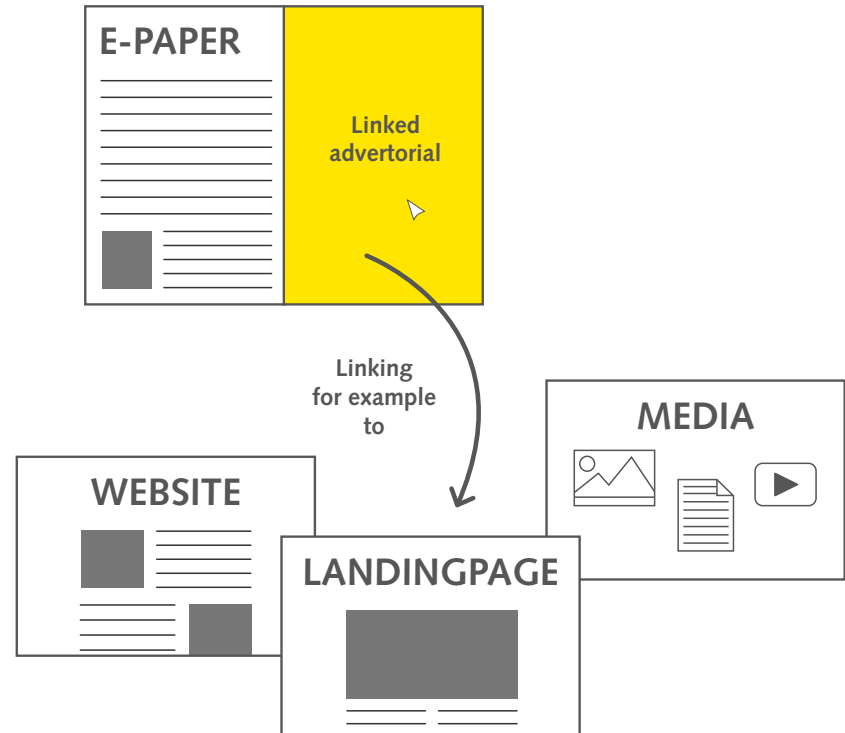 E-PAPER
Linked
advertorial
Linking
for example
to
MEDIA
WEBSITE
LANDINGPAGE